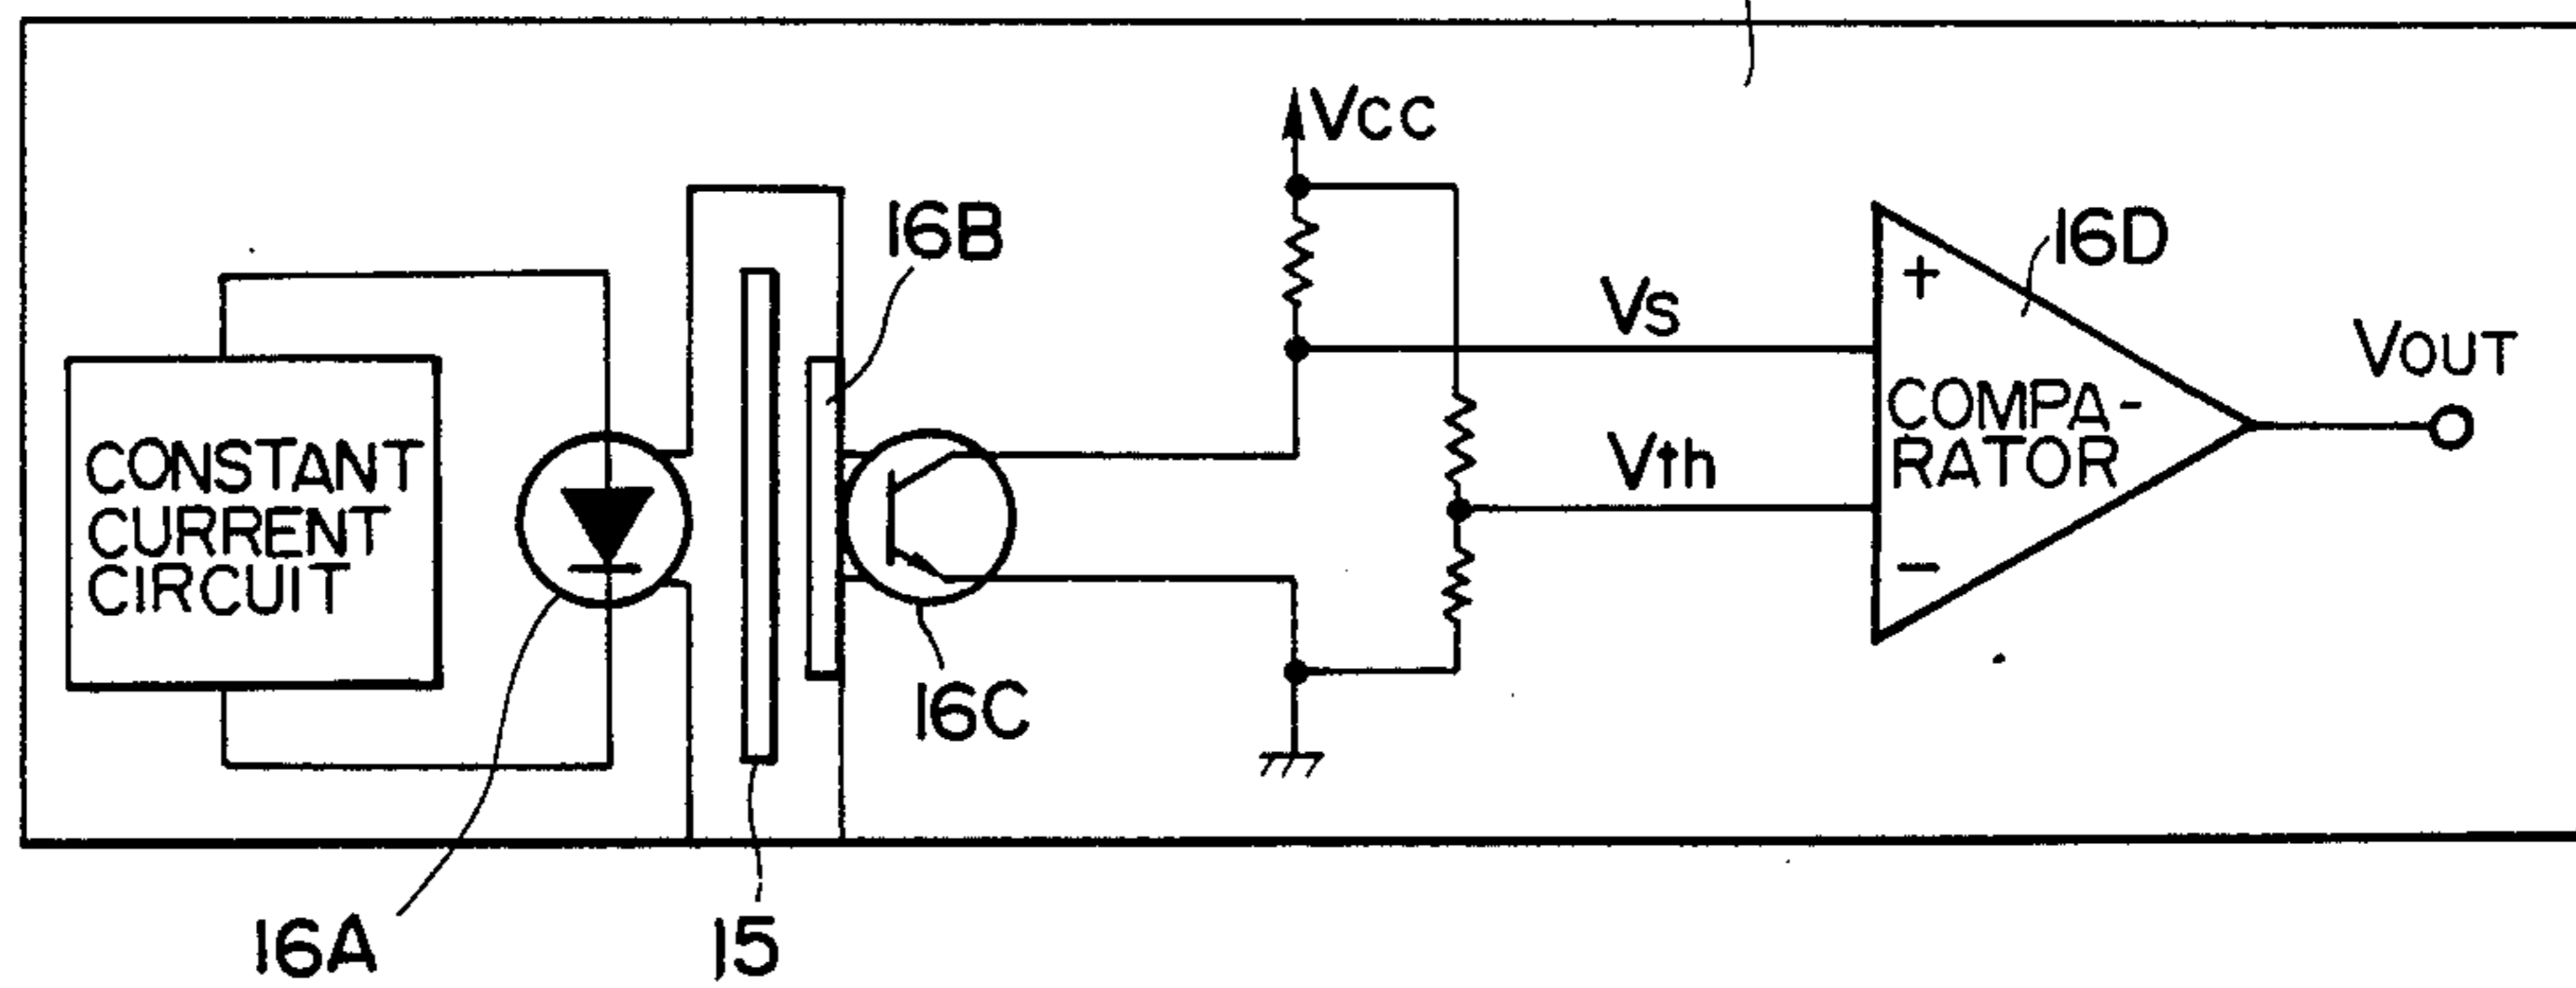 VCC
16B
16D
+
VS
VOUT
CONSTANT
CURRENT
CIRCUIT
COMPA-
RATOR
Vth
−
16C
16A
15